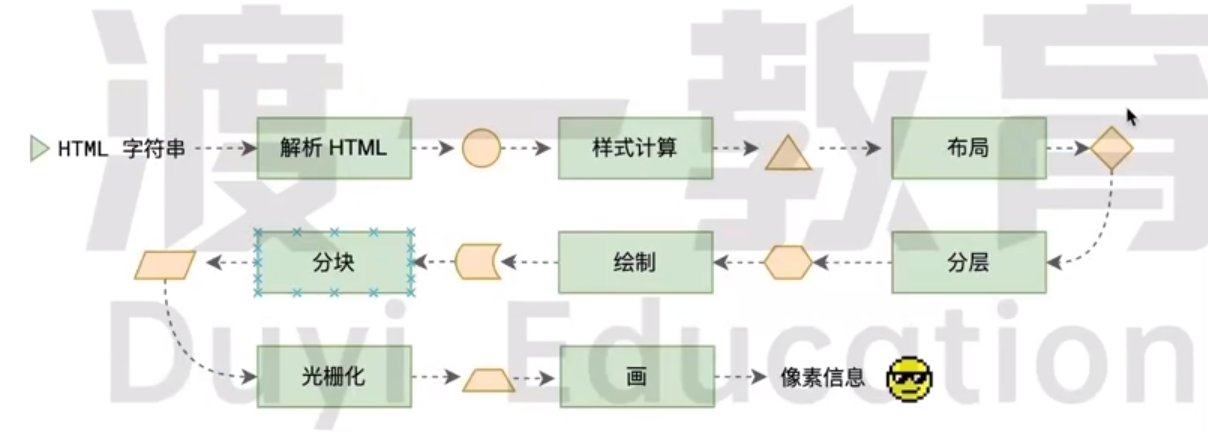 渡一教育
HTML 字符串
解析 HTML
样式计算
布局
分层
绘制
分块
Duyi Education
光栅化
画
像素信息